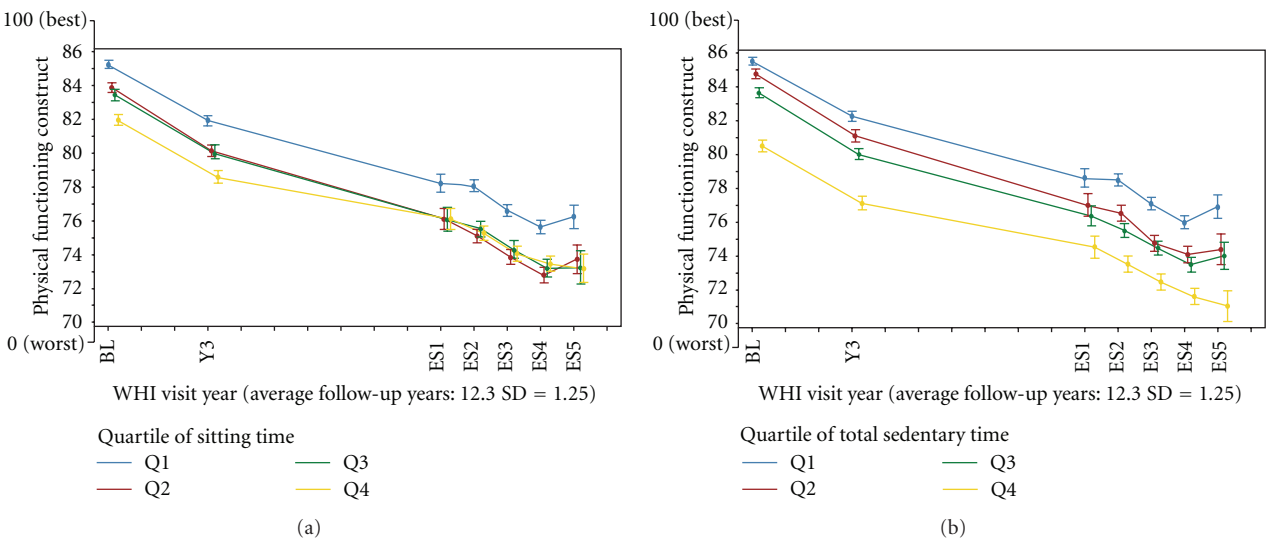 100 (best)
86
84
82
80
78
76
74
72
70
0 (worst)
Physical functioning construct
BL
Y3
ES1
ES2
ES3
ES4
ES5
WHI visit year (average follow-up years: 12.3 SD = 1.25)
Quartile of sitting time
Q1
Q3
Q2
Q4
(a)
100 (best)
86
84
82
80
78
76
74
72
70
0 (worst)
Physical functioning construct
BL
Y3
ES1
ES2
ES3
ES4
ES5
WHI visit year (average follow-up years: 12.3 SD = 1.25)
Quartile of total sedentary time
Q1
Q3
Q2
Q4
(b)